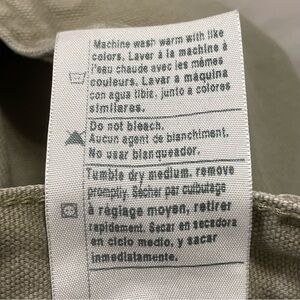 Machine wash warm with like
colors. Laver à la machine à
l'eau chaude avec les mêmes
couleurs. Lavar a maquina
con agua tibia, junto a colores
similares.
Do not bleach.
Aucun agent de blanchiment.
No usar blanqueador.
Tumble dry medium, remove
promptly. Sécher par culbutage
à réglage moyen, retirer
rapidement. Secar en secadora
en ciclo medio, y sacar
inmediatamente.